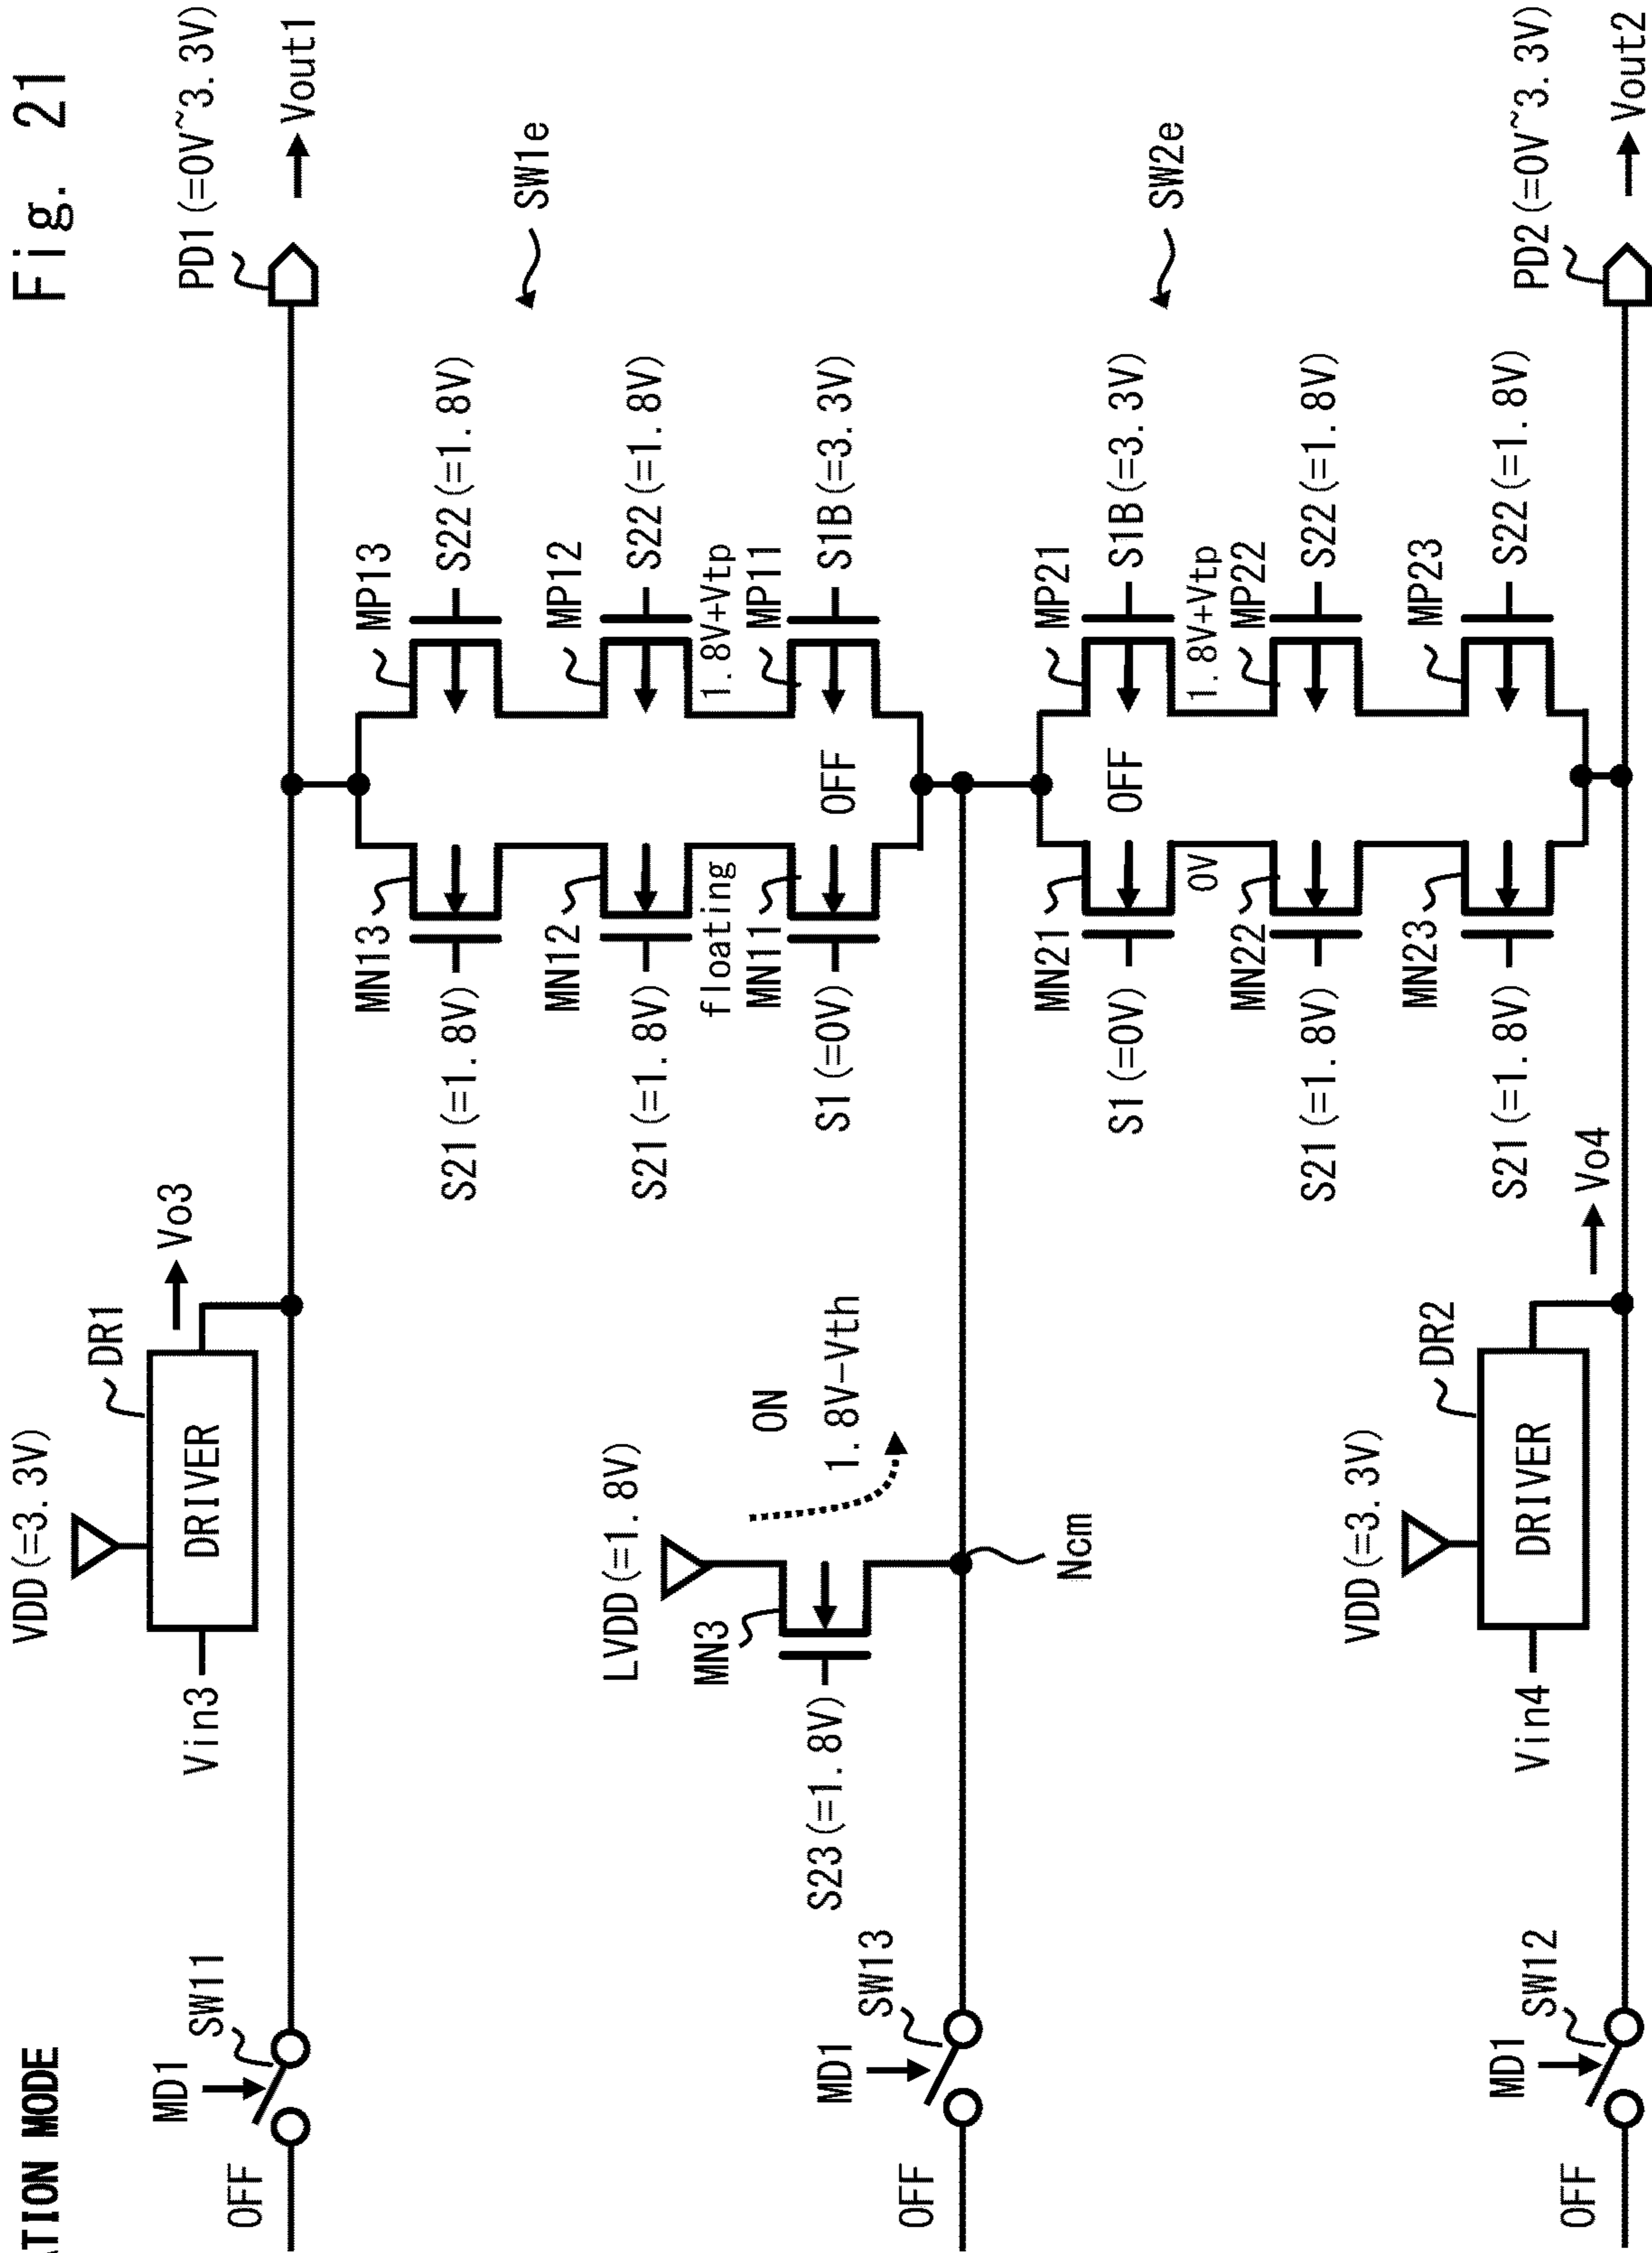 Fig. 21
ATION MODE
VDD(=3.3V)
DR1
Vo3
PD1(=0V~3.3V)
MD1
SW11
Vin3
DRIVER
Vout1
OFF
MP13
MN13
S21(=1.8V)
S22(=1.8V)
SW1e
MP12
MN12
S21(=1.8V)
S22(=1.8V)
LVDD(=1.8V)
MN3
ON
floating
1.8V+Vtp
MN11
MP11
S23(=1.8V)
1.8V-Vth
S1(=0V)
OFF
S1B(=3.3V)
MD1
SW13
OFF
Ncm
MN21
MP21
S1(=0V)
OFF
S1B(=3.3V)
SW2e
0V
1.8V+Vtp
MN22
MP22
S21(=1.8V)
S22(=1.8V)
VDD(=3.3V)
DR2
MN23
MP23
S21(=1.8V)
S22(=1.8V)
PD2(=0V~3.3V)
MD1
SW12
Vin4
DRIVER
Vo4
OFF
Vout2